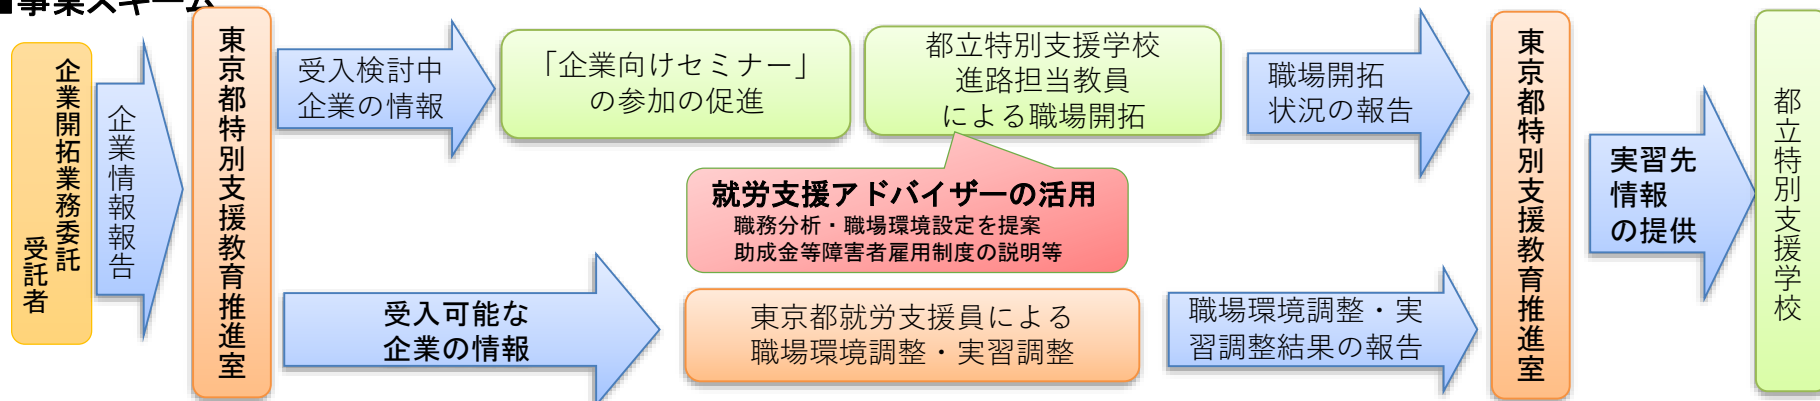 ■事業スキーム
企業開拓業務委託
受託者
企業情報報告
東京都特別支援教育推進室
受入検討中
企業の情報
「企業向けセミナー」
の参加の促進
都立特別支援学校
進路担当教員
による職場開拓
職場開拓
状況の報告
就労支援アドバイザーの活用
職務分析・職場環境設定を提案
助成金等障害者雇用制度の説明等
受入可能な
企業の情報
東京都就労支援員による
職場環境調整・実習調整
職場環境調整・実
習調整結果の報告
東京都特別支援教育推進室
実習先
情報
の提供
都立特別支援学校